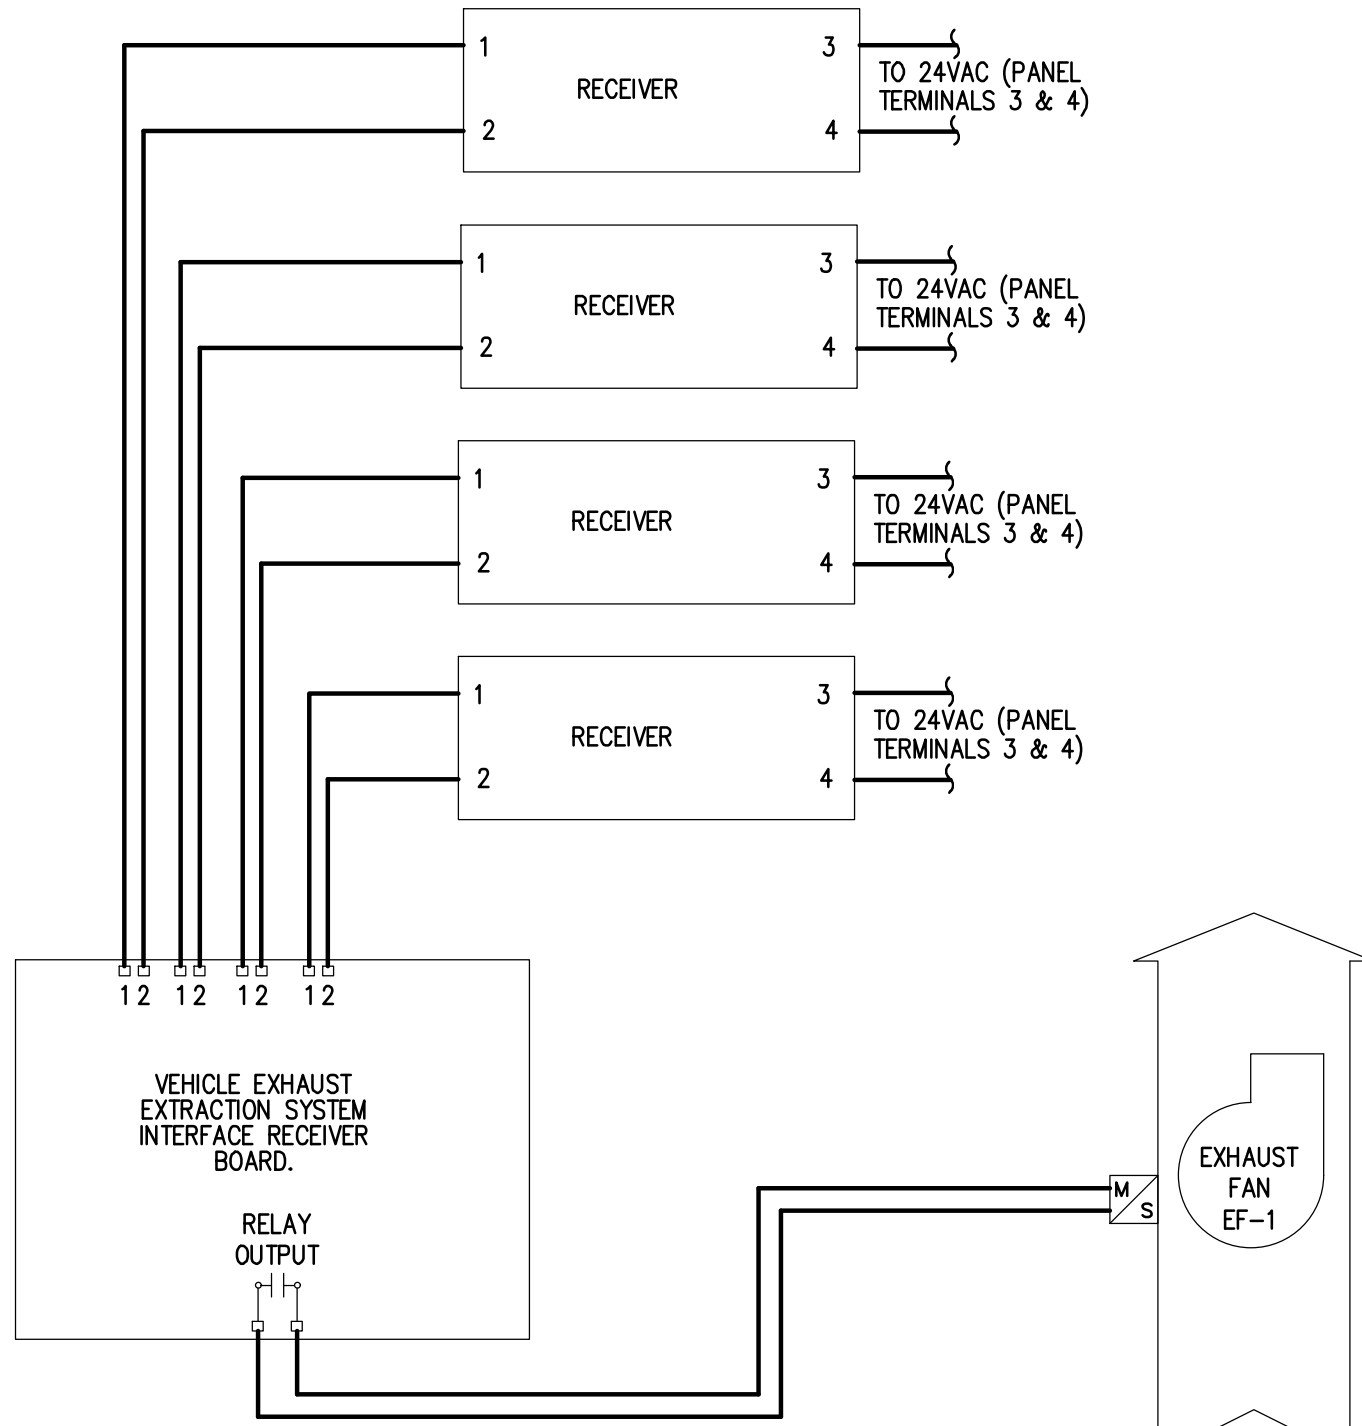 1
3
RECEIVER
TO 24VAC (PANEL
TERMINALS 3 & 4)
2
4
1
3
RECEIVER
TO 24VAC (PANEL
TERMINALS 3 & 4)
2
4
1
3
RECEIVER
TO 24VAC (PANEL
TERMINALS 3 & 4)
2
4
1
3
RECEIVER
TO 24VAC (PANEL
TERMINALS 3 & 4)
2
4
1 2 1 2 1 2 1 2
VEHICLE EXHAUST
EXTRACTION SYSTEM
INTERFACE RECEIVER
BOARD.
RELAY
OUTPUT
M
S
EXHAUST
FAN
EF-1